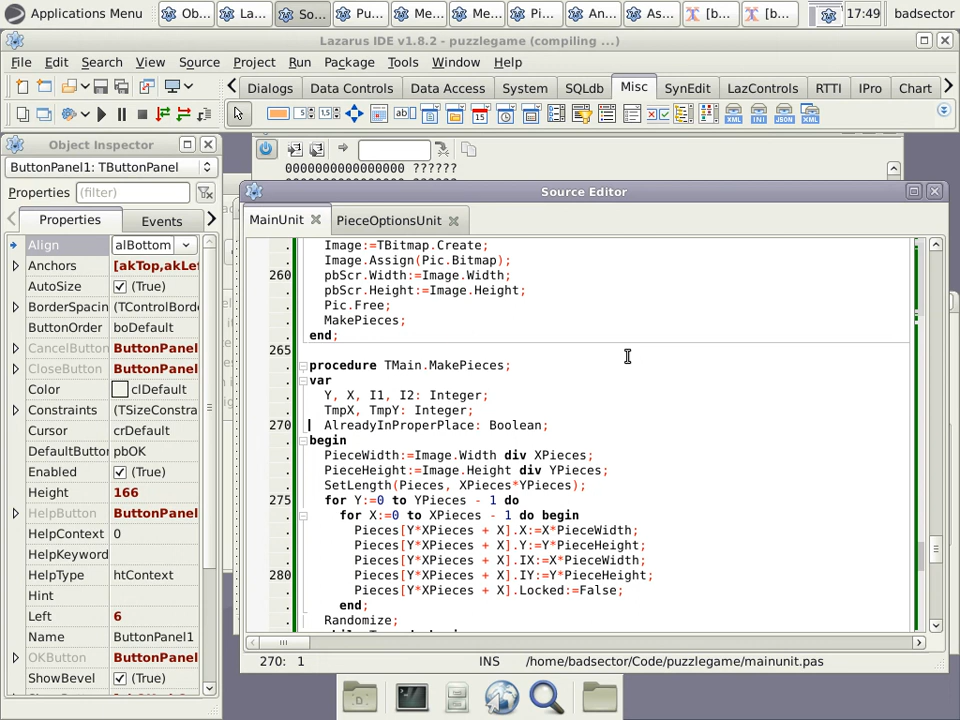 Applications Menu Ob... La... So... Pu... Me... Me... Pi... An... As... [b... [b... 17:49 badsector
Lazarus IDE v1.8.2 - puzzlegame (compiling ...)
File Edit Search View Source Project Run Package Tools Window Help
Dialogs Data Controls Data Access System SQLdb Misc SynEdit LazControls RTTI IPro Chart
Object Inspector
ButtonPanel1: TButtonPanel
Properties (filter)
Properties Events
Align alBottom
Anchors [akTop,akLef
AutoSize (True)
BorderSpacin (TControlBorde
ButtonOrder boDefault
CancelButton ButtonPanel
CloseButton ButtonPanel
Color clDefault
Constraints (TSizeConstra
Cursor crDefault
DefaultButton pbOK
Enabled (True)
Height 166
HelpButton ButtonPanel
HelpContext 0
HelpKeyword
HelpType htContext
Hint
Left 6
Name ButtonPanel1
OKButton ButtonPanel
ShowBevel (True)
0000000000000000 ??????
Source Editor
MainUnit PieceOptionsUnit
Image:=TBitmap.Create;
Image.Assign(Pic.Bitmap);
260 pbScr.Width:=Image.Width;
pbScr.Height:=Image.Height;
Pic.Free;
MakePieces;
end;
265
procedure TMain.MakePieces;
var
Y, X, I1, I2: Integer;
TmpX, TmpY: Integer;
270 AlreadyInProperPlace: Boolean;
begin
PieceWidth:=Image.Width div XPieces;
PieceHeight:=Image.Height div YPieces;
SetLength(Pieces, XPieces*YPieces);
275 for Y:=0 to YPieces - 1 do
for X:=0 to XPieces - 1 do begin
Pieces[Y*XPieces + X].X:=X*PieceWidth;
Pieces[Y*XPieces + X].Y:=Y*PieceHeight;
Pieces[Y*XPieces + X].IX:=X*PieceWidth;
280 Pieces[Y*XPieces + X].IY:=Y*PieceHeight;
Pieces[Y*XPieces + X].Locked:=False;
end;
Randomize;
270: 1 INS /home/badsector/Code/puzzlegame/mainunit.pas